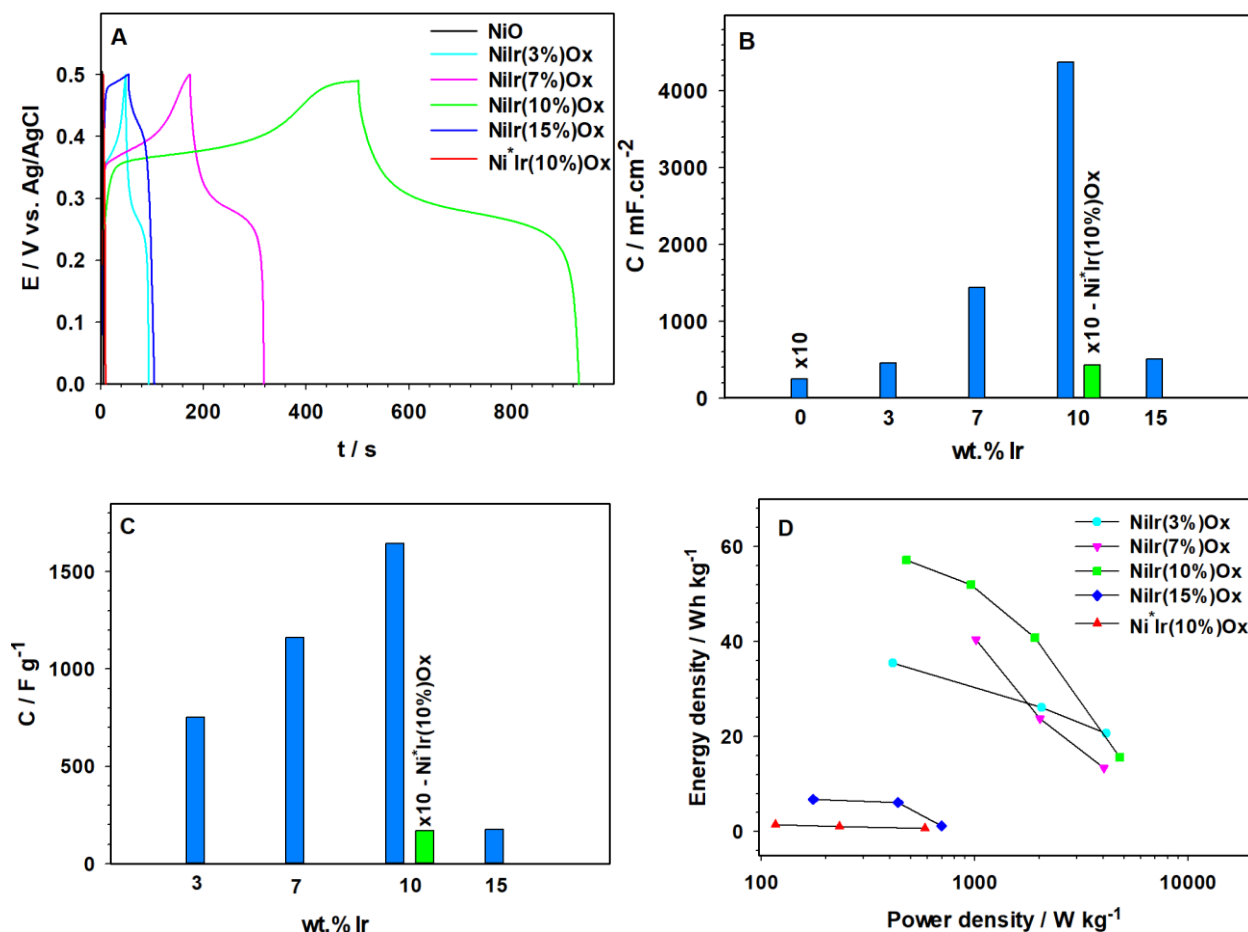 A
NiO
NiIr(3%)Ox
NiIr(7%)Ox
NiIr(10%)Ox
NiIr(15%)Ox
Ni*Ir(10%)Ox
0.5
0.4
0.3
0.2
0.1
0.0
E / V vs. Ag/AgCl
0 200 400 600 800
t / s
B
4000
3000
2000
1000
0
C / mF.cm-2
x10
x10 - Ni*Ir(10%)Ox
0 3 7 10 15
wt.% Ir
C
1500
1000
500
0
C / F g-1
x10 - Ni*Ir(10%)Ox
3 7 10 15
wt.% Ir
D
NiIr(3%)Ox
NiIr(7%)Ox
NiIr(10%)Ox
NiIr(15%)Ox
Ni*Ir(10%)Ox
60
40
20
0
Energy density / Wh kg-1
100 1000 10000
Power density / W kg-1